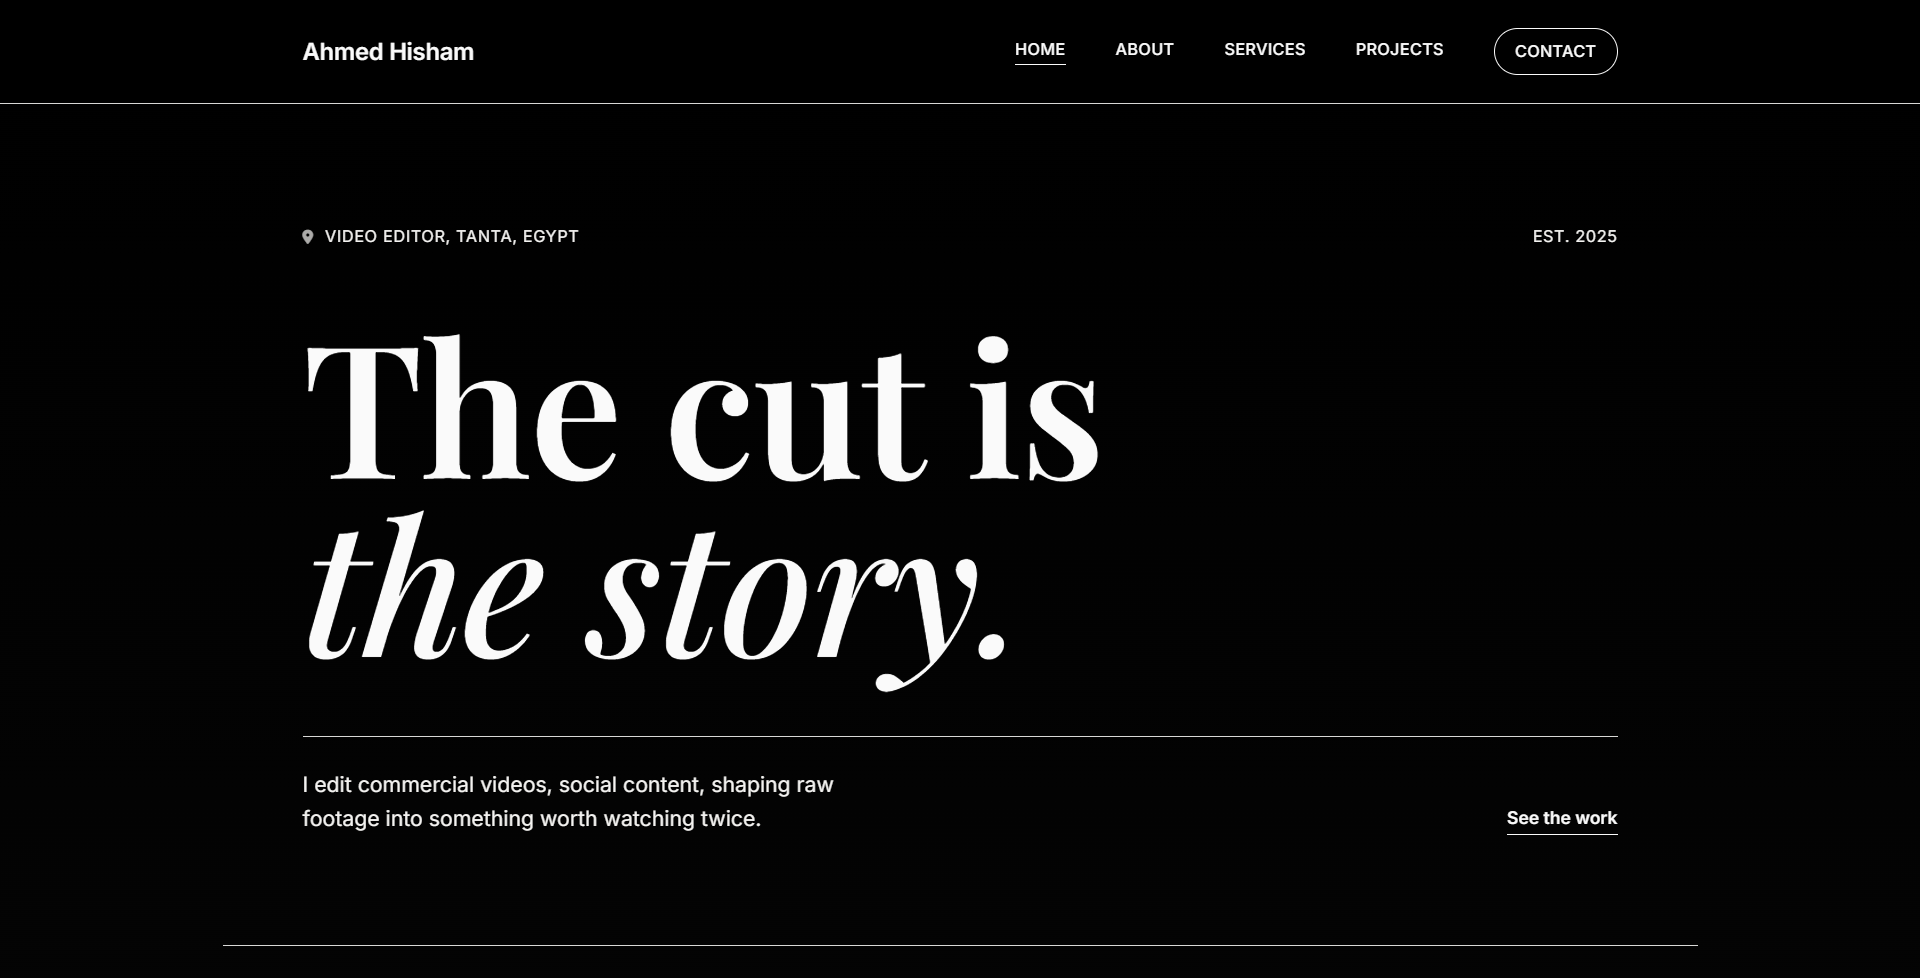 Ahmed Hisham
HOME
ABOUT
SERVICES
PROJECTS
CONTACT
VIDEO EDITOR, TANTA, EGYPT
EST. 2025
The cut is
the story.
I edit commercial videos, social content, shaping raw
footage into something worth watching twice.
See the work